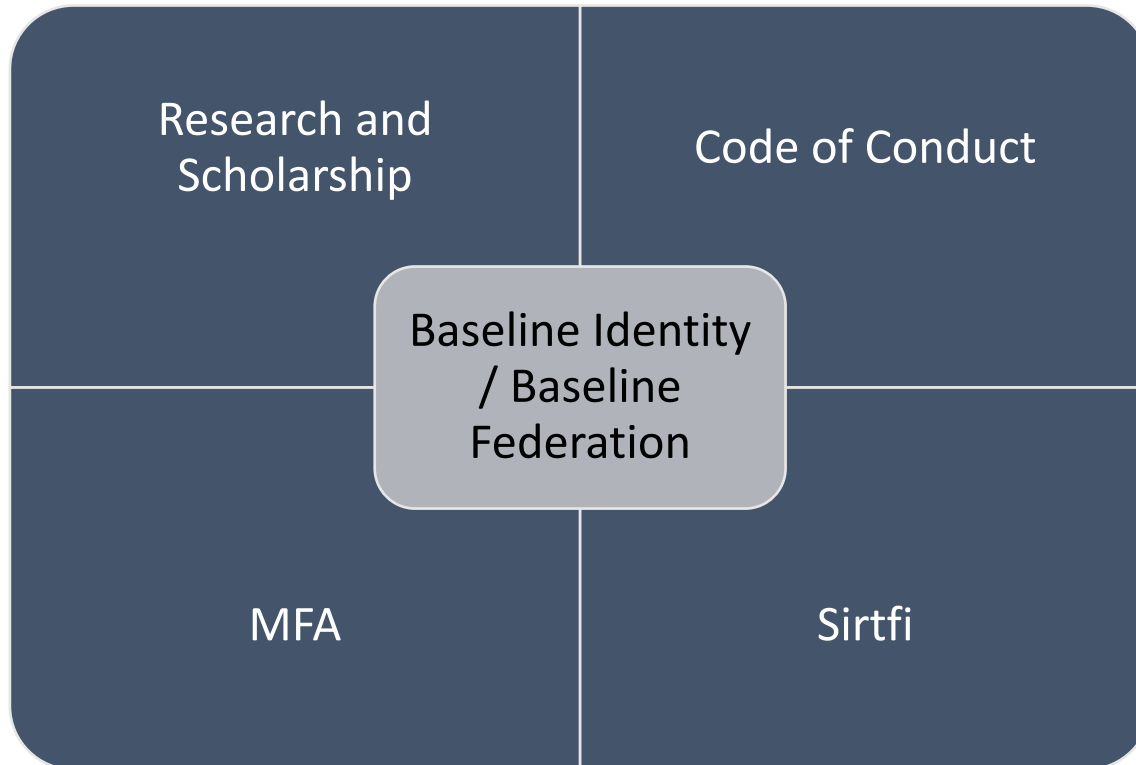 Research and
Scholarship
Code of Conduct
Baseline Identity
/ Baseline
Federation
MFA
Sirtfi